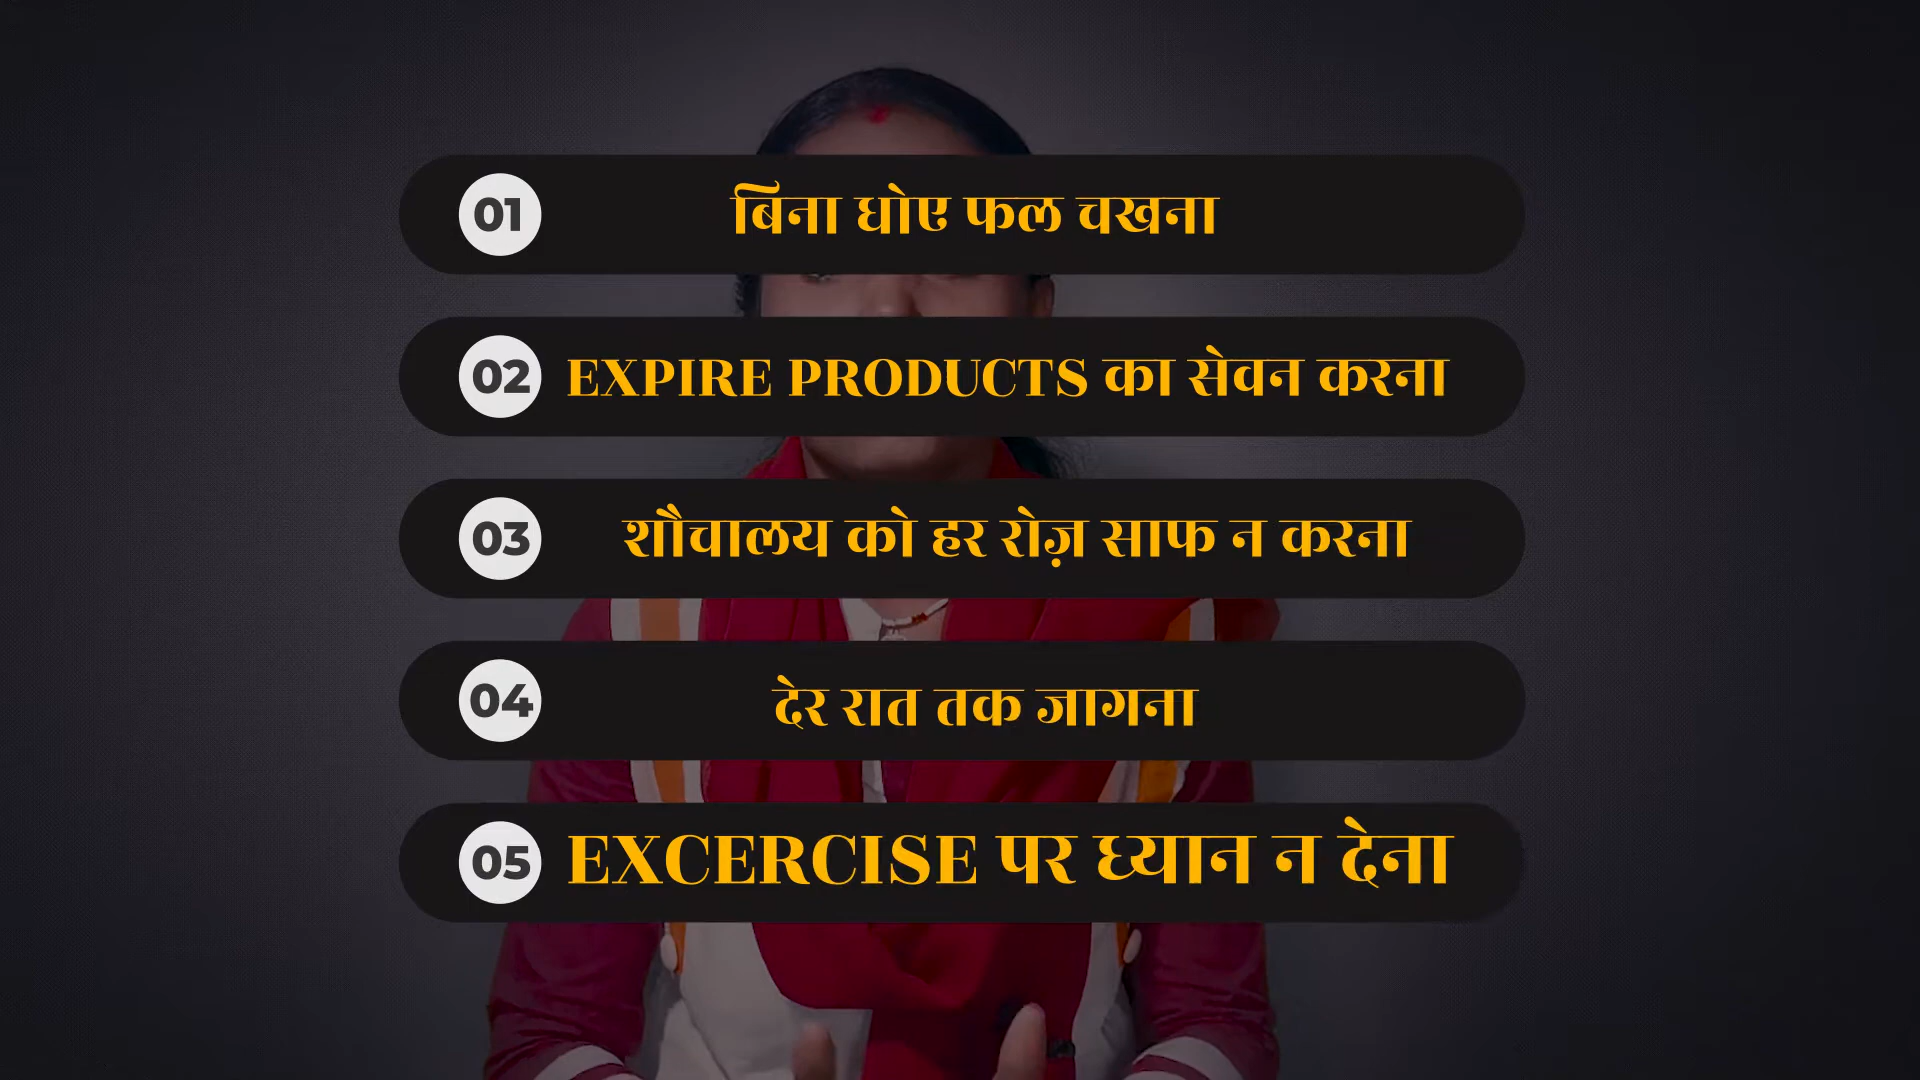 01 बिना धोए फल चखना
02 EXPIRE PRODUCTS का सेवन करना
03 शौचालय को हर रोज़ साफ न करना
04 देर रात तक जागना
05 EXCERCISE पर ध्यान न देना